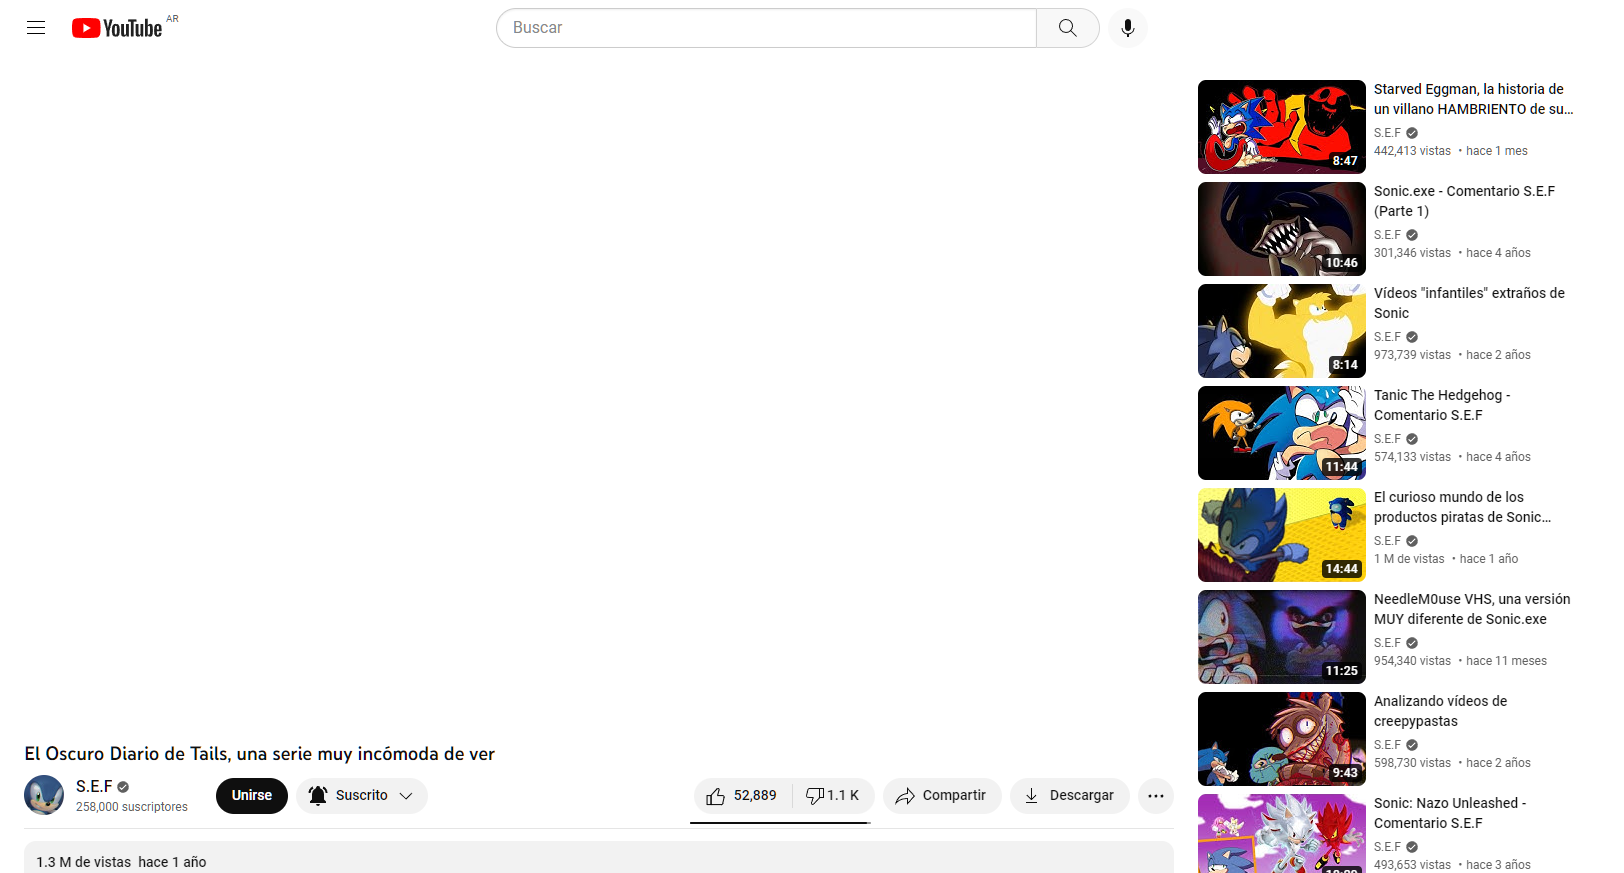 YouTube AR
Buscar
Starved Eggman, la historia de
un villano HAMBRIENTO de su...
S.E.F
442,413 vistas • hace 1 mes
8:47
Sonic.exe - Comentario S.E.F
(Parte 1)
S.E.F
301,346 vistas • hace 4 años
10:46
Vídeos "infantiles" extraños de
Sonic
S.E.F
973,739 vistas • hace 2 años
8:14
Tanic The Hedgehog -
Comentario S.E.F
S.E.F
574,133 vistas • hace 4 años
11:44
El curioso mundo de los
productos piratas de Sonic...
S.E.F
1 M de vistas • hace 1 año
14:44
NeedleM0use VHS, una versión
MUY diferente de Sonic.exe
S.E.F
954,340 vistas • hace 11 meses
11:25
Analizando vídeos de
creepypastas
S.E.F
598,730 vistas • hace 2 años
9:43
Sonic: Nazo Unleashed -
Comentario S.E.F
S.E.F
493,653 vistas • hace 3 años
El Oscuro Diario de Tails, una serie muy incómoda de ver
S.E.F
258,000 suscriptores
Unirse
Suscrito
52,889
1.1 K
Compartir
Descargar
1.3 M de vistas hace 1 año